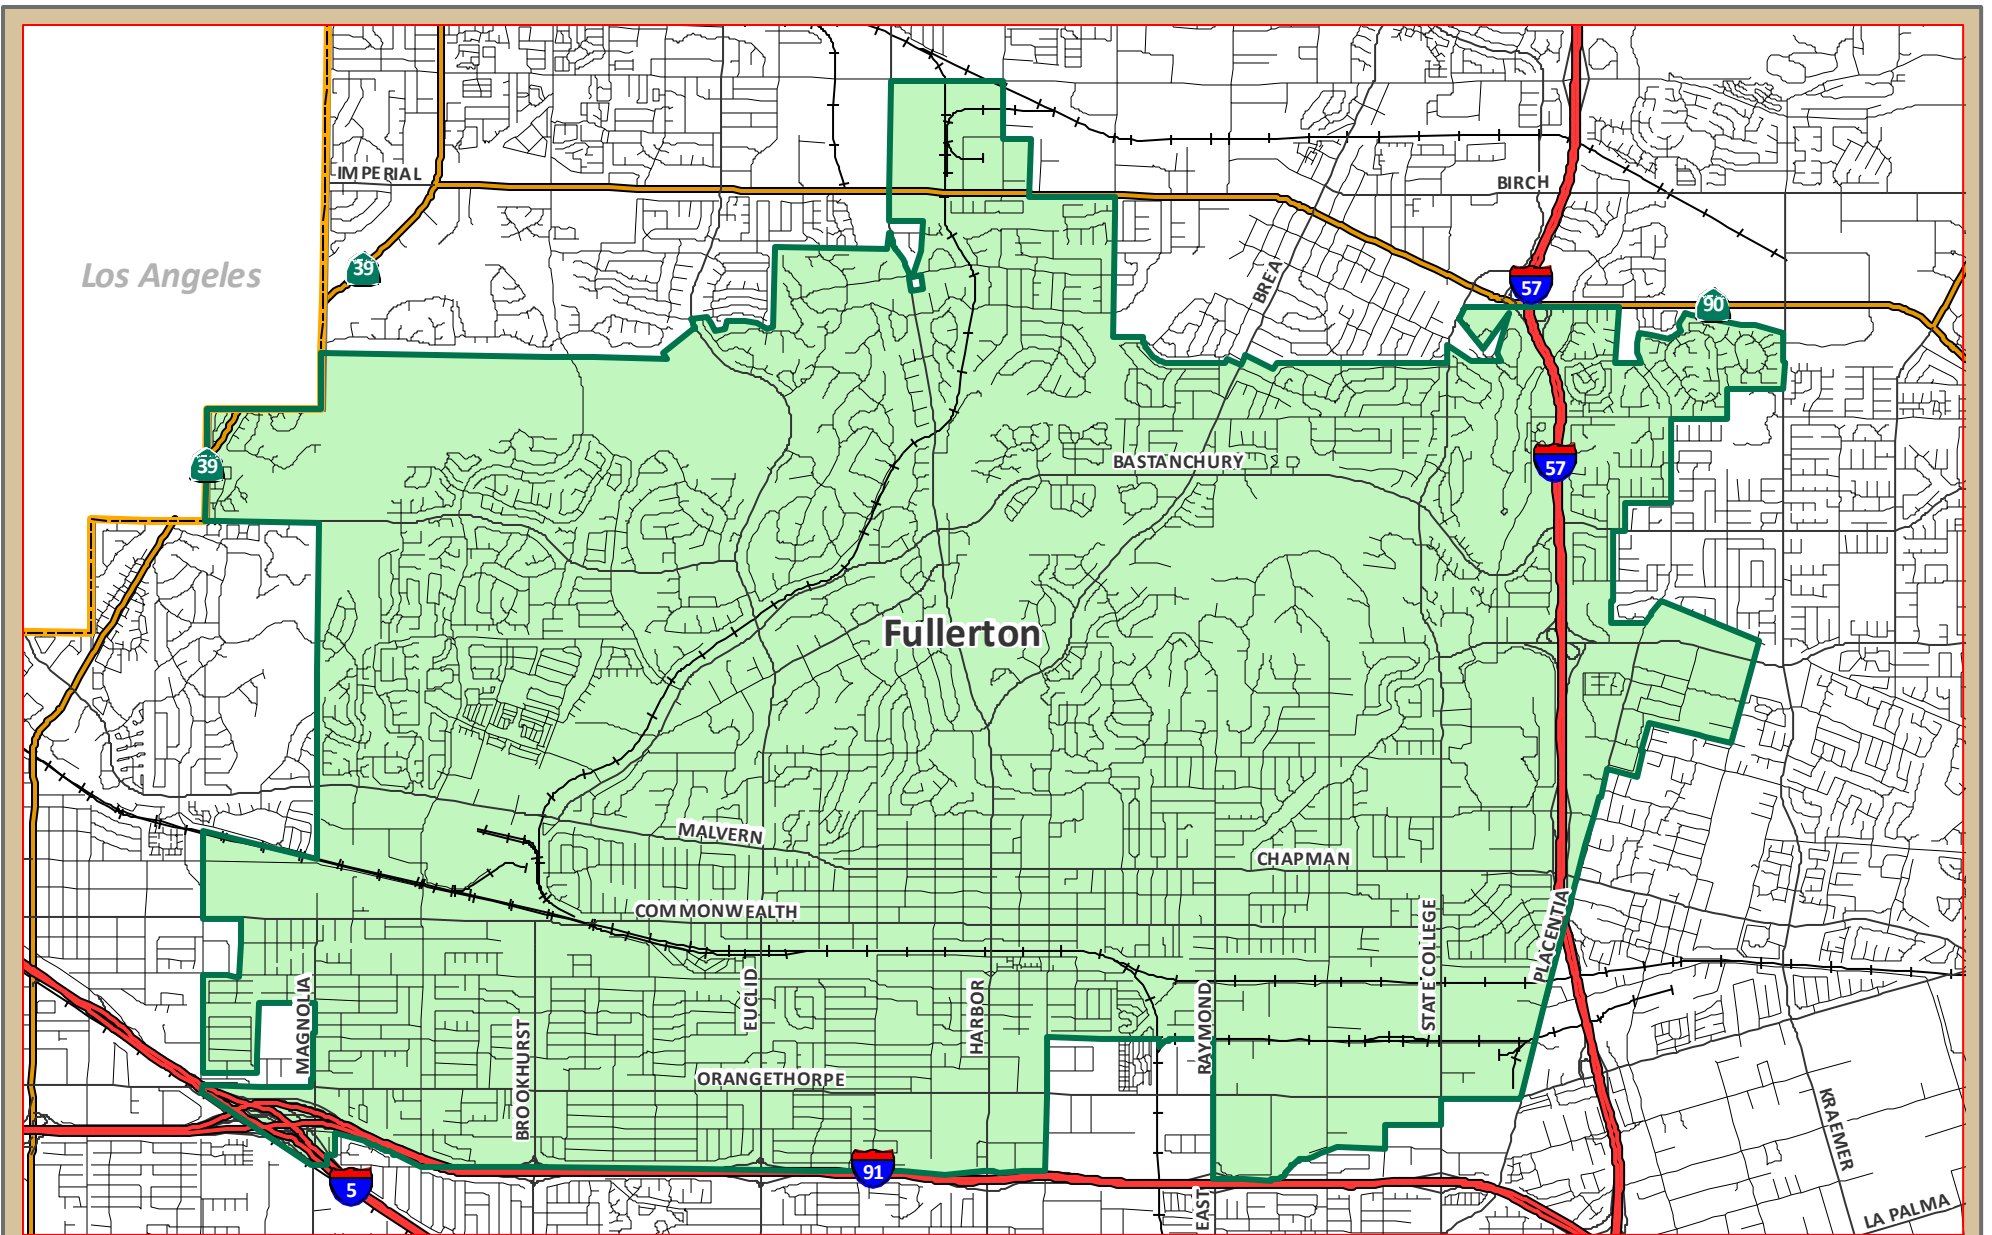 IMPERIAL
BIRCH
Los Angeles
39
BREA
57
90
39
BASTANCHURY
57
Fullerton
MALVERN
CHAPMAN
COMMONWEALTH
PLACENTIA
STATE COLLEGE
EUCLID
MAGNOLIA
HARBOR
RAYMOND
BROOKHURST
ORANGETHORPE
KRAEMER
91
5
EAST
LA PALMA